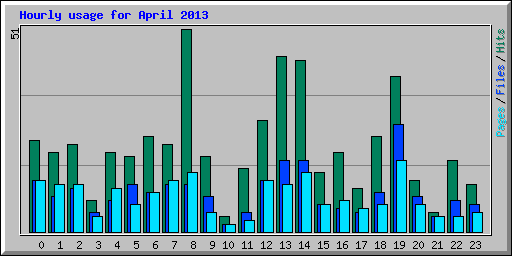 Hourly usage for April 2013
51
Pages / Files / Hits
0 1 2 3 4 5 6 7 8 9 10 11 12 13 14 15 16 17 18 19 20 21 22 23